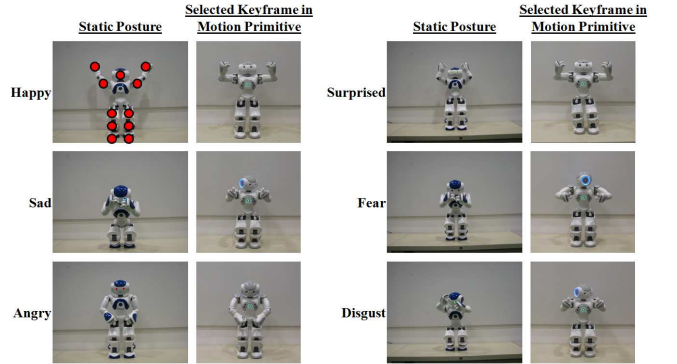 Static Posture
Selected Keyframe in
Motion Primitive
Static Posture
Selected Keyframe in
Motion Primitive
Happy
Surprised
Sad
Fear
Angry
Disgust